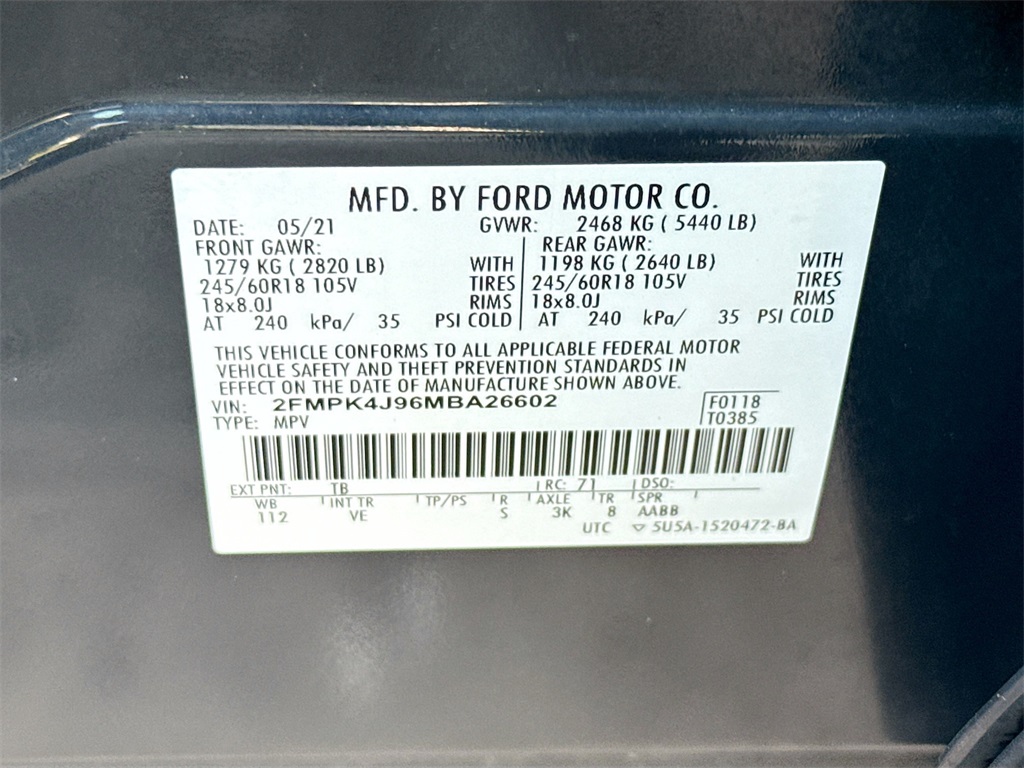 MFD. BY FORD MOTOR CO.
DATE: 05/21 GVWR: 2468 KG ( 5440 LB)
FRONT GAWR: REAR GAWR:
1279 KG ( 2820 LB) WITH 1198 KG ( 2640 LB) WITH
245/60R18 105V TIRES 245/60R18 105V TIRES
18x8.0J RIMS 18x8.0J RIMS
AT 240 kPa/ 35 PSI COLD AT 240 kPa/ 35 PSI COLD
THIS VEHICLE CONFORMS TO ALL APPLICABLE FEDERAL MOTOR
VEHICLE SAFETY AND THEFT PREVENTION STANDARDS IN
EFFECT ON THE DATE OF MANUFACTURE SHOWN ABOVE.
VIN: 2FMPK4J96MBA26602 F0118
TYPE: MPV T0385
EXT PNT: TB RC: 71 DSO:
WB INT TR TP/PS R AXLE TR SPR
112 VE S 3K 8 AABB
UTC ▽ 5U5A-1520472-BA